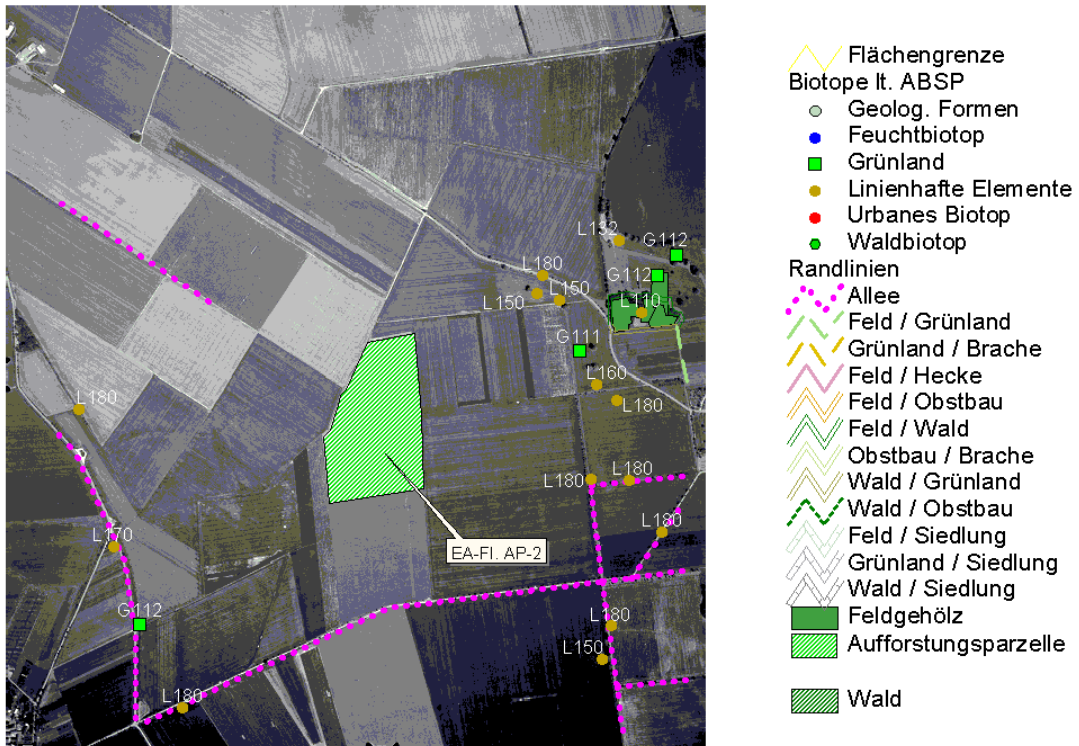 L132
G112
L180
G112
L150
L150
L110
G111
L160
L180
L180
L180
L180
L180
EA-Fl. AP-2
L170
G112
L180
L150
L180
Flächengrenze
Biotope lt. ABSP
Geolog. Formen
Feuchtbiotop
Grünland
Linienhafte Elemente
Urbanes Biotop
Waldbiotop
Randlinien
Allee
Feld / Grünland
Grünland / Brache
Feld / Hecke
Feld / Obstbau
Feld / Wald
Obstbau / Brache
Wald / Grünland
Wald / Obstbau
Feld / Siedlung
Grünland / Siedlung
Wald / Siedlung
Feldgehölz
Aufforstungsparzelle
Wald